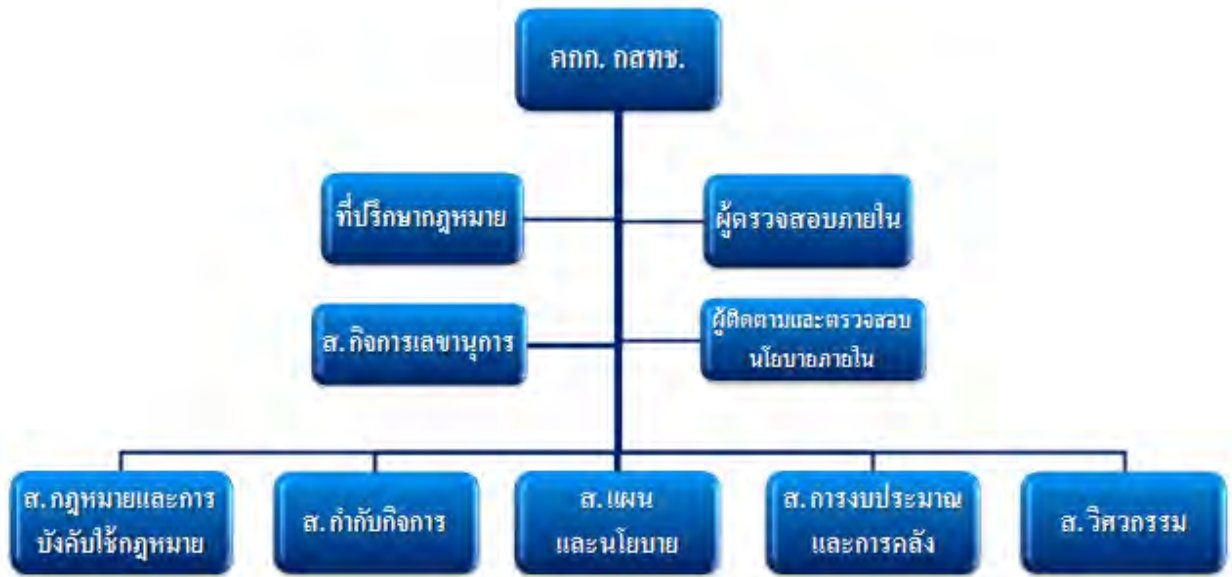 คกก. กสทช.
ที่ปรึกษากฎหมาย
ผู้ตรวจสอบภายใน
ส.กิจการเลขานุการ
ผู้ติดตามและตรวจสอบ
นโยบายภายใน
ส.กฎหมายและการ
บังคับใช้กฎหมาย
ส.กำกับกิจการ
ส.แผน
และนโยบาย
ส.การงบประมาณ
และการคลัง
ส.วิศวกรรม